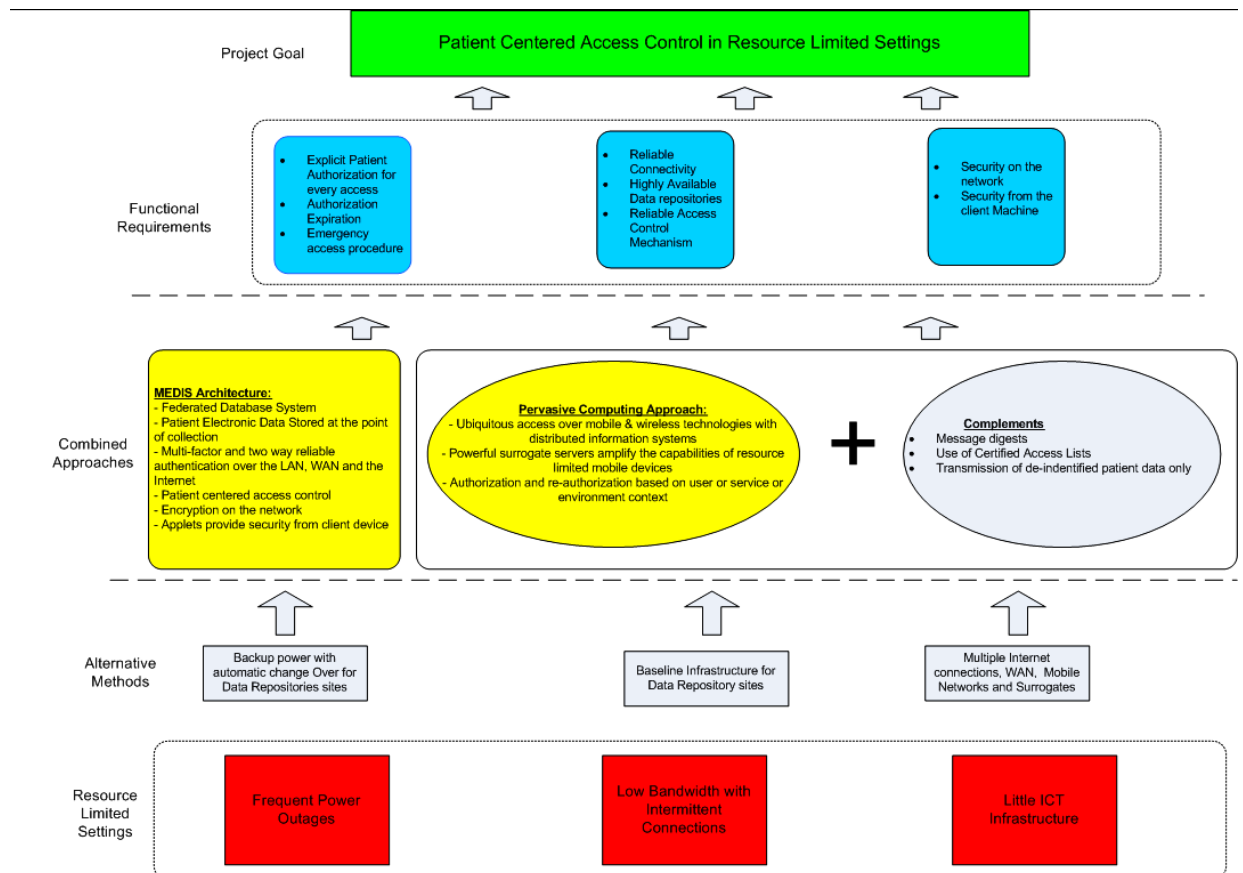 Project Goal
Patient Centered Access Control in Resource Limited Settings
Functional
Requirements
• Explicit Patient
Authorization for
every access
• Authorization
Expiration
• Emergency
access procedure
• Reliable
Connectivity
• Highly Available
Data repositories
• Reliable Access
Control
Mechanism
• Security on the
network
• Security from the
client Machine
Combined
Approaches
MEDIS Architecture:
- Federated Database System
- Patient Electronic Data Stored at the point
of collection
- Multi-factor and two way reliable
authentication over the LAN, WAN and the
Internet
- Patient centered access control
- Encryption on the network
- Applets provide security from client device
Pervasive Computing Approach:
- Ubiquitous access over mobile & wireless technologies with
distributed information systems
- Powerful surrogate servers amplify the capabilities of resource
limited mobile devices
- Authorization and re-authorization based on user or service or
environment context
+
Complements
• Message digests
• Use of Certified Access Lists
• Transmission of de-indentified patient data only
Alternative
Methods
Backup power with
automatic change Over for
Data Repositories sites
Baseline Infrastructure for
Data Repository sites
Multiple Internet
connections, WAN, Mobile
Networks and Surrogates
Resource
Limited
Settings
Frequent Power
Outages
Low Bandwidth with
Intermittent
Connections
Little ICT
Infrastructure